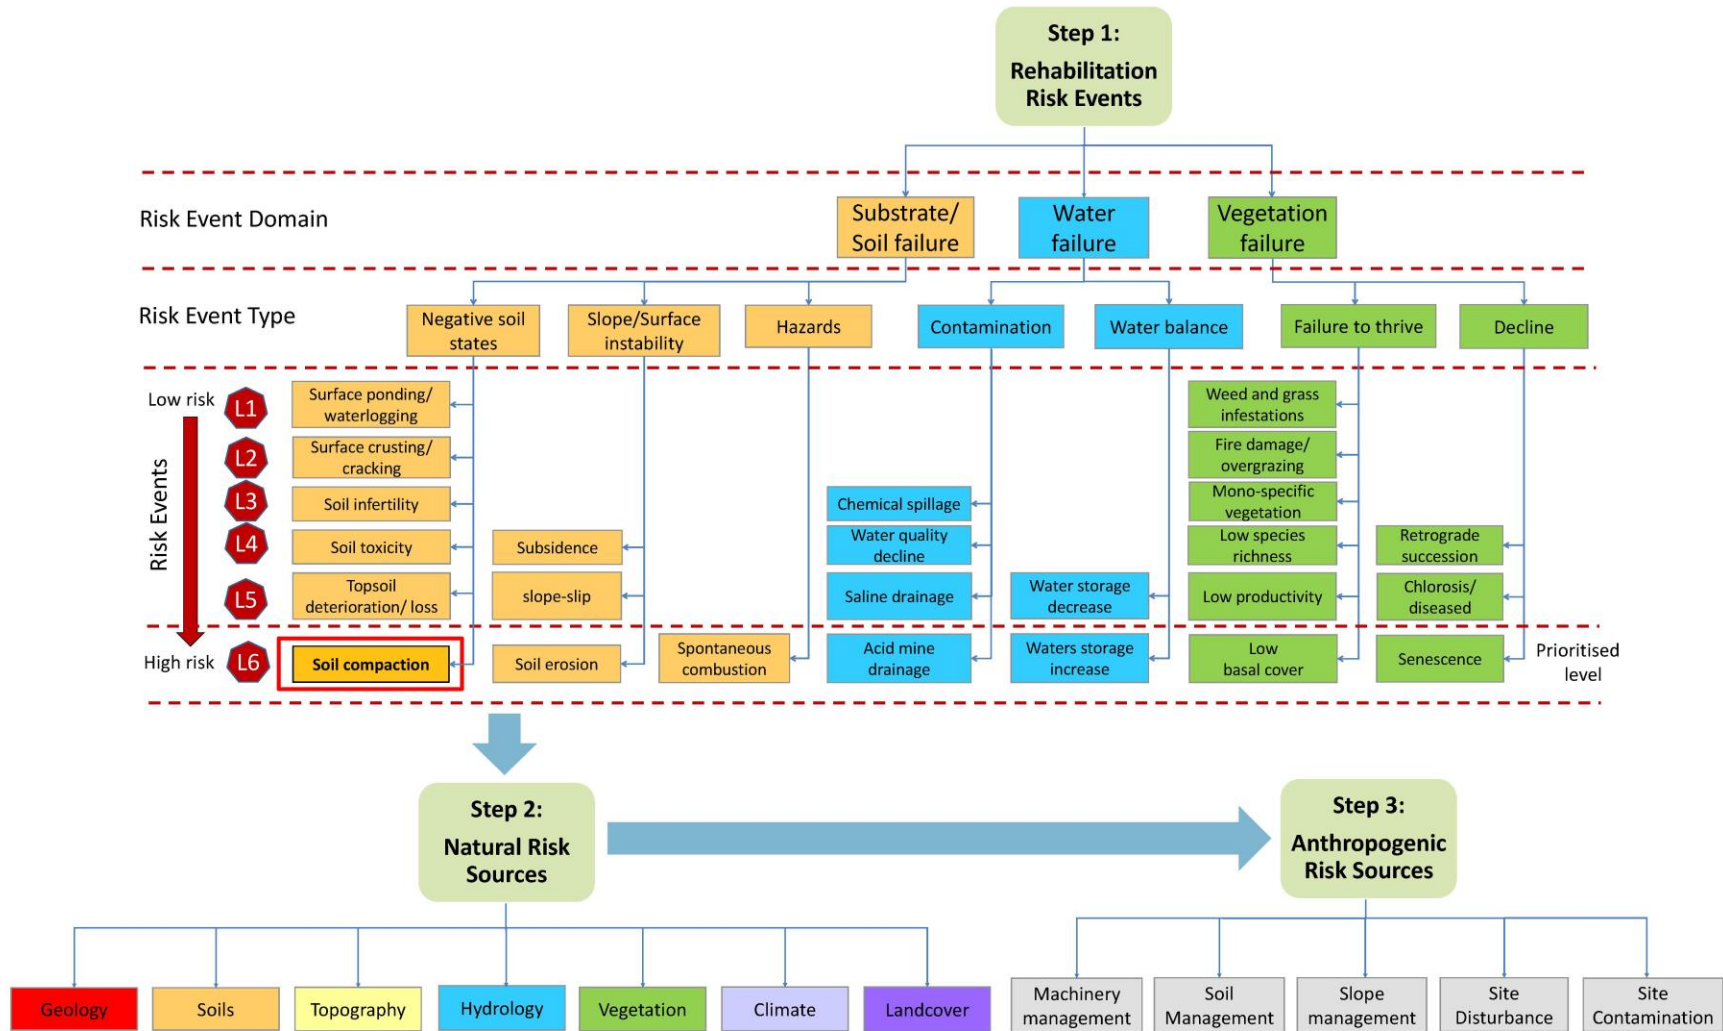 Step 1:
Rehabilitation
Risk Events
Risk Event Domain
Substrate/
Soil failure
Water
failure
Vegetation
failure
Risk Event Type
Negative soil
states
Slope/Surface
instability
Hazards
Contamination
Water balance
Failure to thrive
Decline
Low risk
Risk Events
High risk
L1
Surface ponding/
waterlogging
Weed and grass
infestations
L2
Surface crusting/
cracking
Fire damage/
overgrazing
L3
Soil infertility
Chemical spillage
Mono-specific
vegetation
L4
Soil toxicity
Subsidence
Water quality
decline
Low species
richness
Retrograde
succession
L5
Topsoil
deterioration/ loss
slope-slip
Saline drainage
Water storage
decrease
Low productivity
Chlorosis/
diseased
L6
Soil compaction
Soil erosion
Spontaneous
combustion
Acid mine
drainage
Waters storage
increase
Low
basal cover
Senescence
Prioritised
level
Step 2:
Natural Risk
Sources
Step 3:
Anthropogenic
Risk Sources
Geology
Soils
Topography
Hydrology
Vegetation
Climate
Landcover
Machinery
management
Soil
Management
Slope
management
Site
Disturbance
Site
Contamination